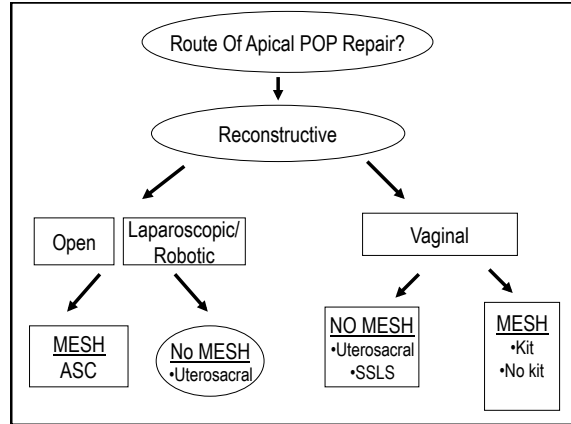 Route Of Apical POP Repair?
Reconstructive
Open
Laparoscopic/
Robotic
Vaginal
MESH
ASC
No MESH
•Uterosacral
NO MESH
•Uterosacral
•SSLS
MESH
•Kit
•No kit